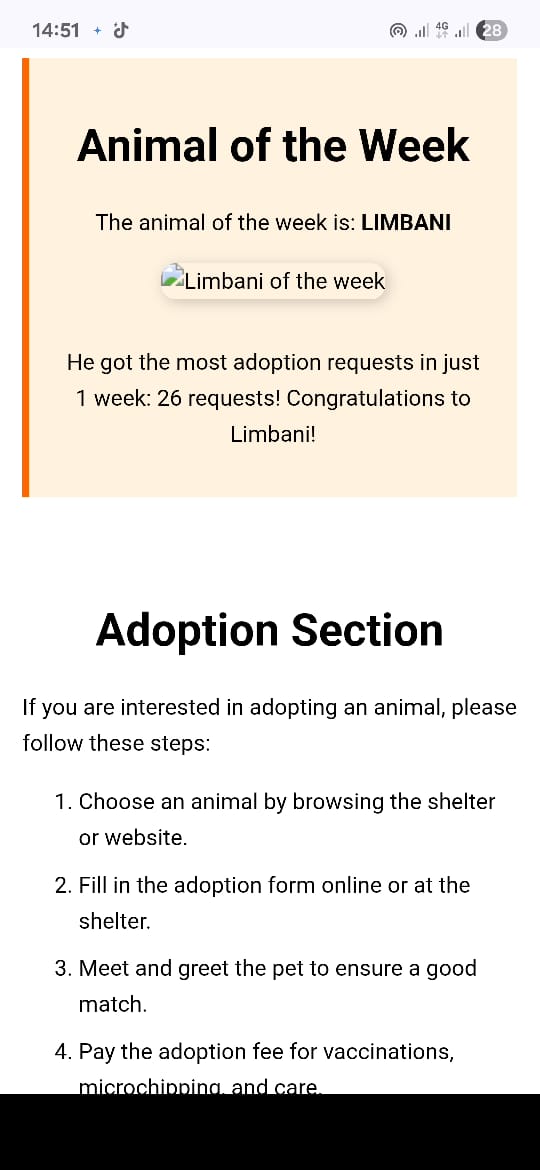 14:51
4G
28
Animal of the Week
The animal of the week is: LIMBANI
Limbani of the week
He got the most adoption requests in just
1 week: 26 requests! Congratulations to
Limbani!
Adoption Section
If you are interested in adopting an animal, please
follow these steps:
1. Choose an animal by browsing the shelter
or website.
2. Fill in the adoption form online or at the
shelter.
3. Meet and greet the pet to ensure a good
match.
4. Pay the adoption fee for vaccinations,
microchipping, and care.